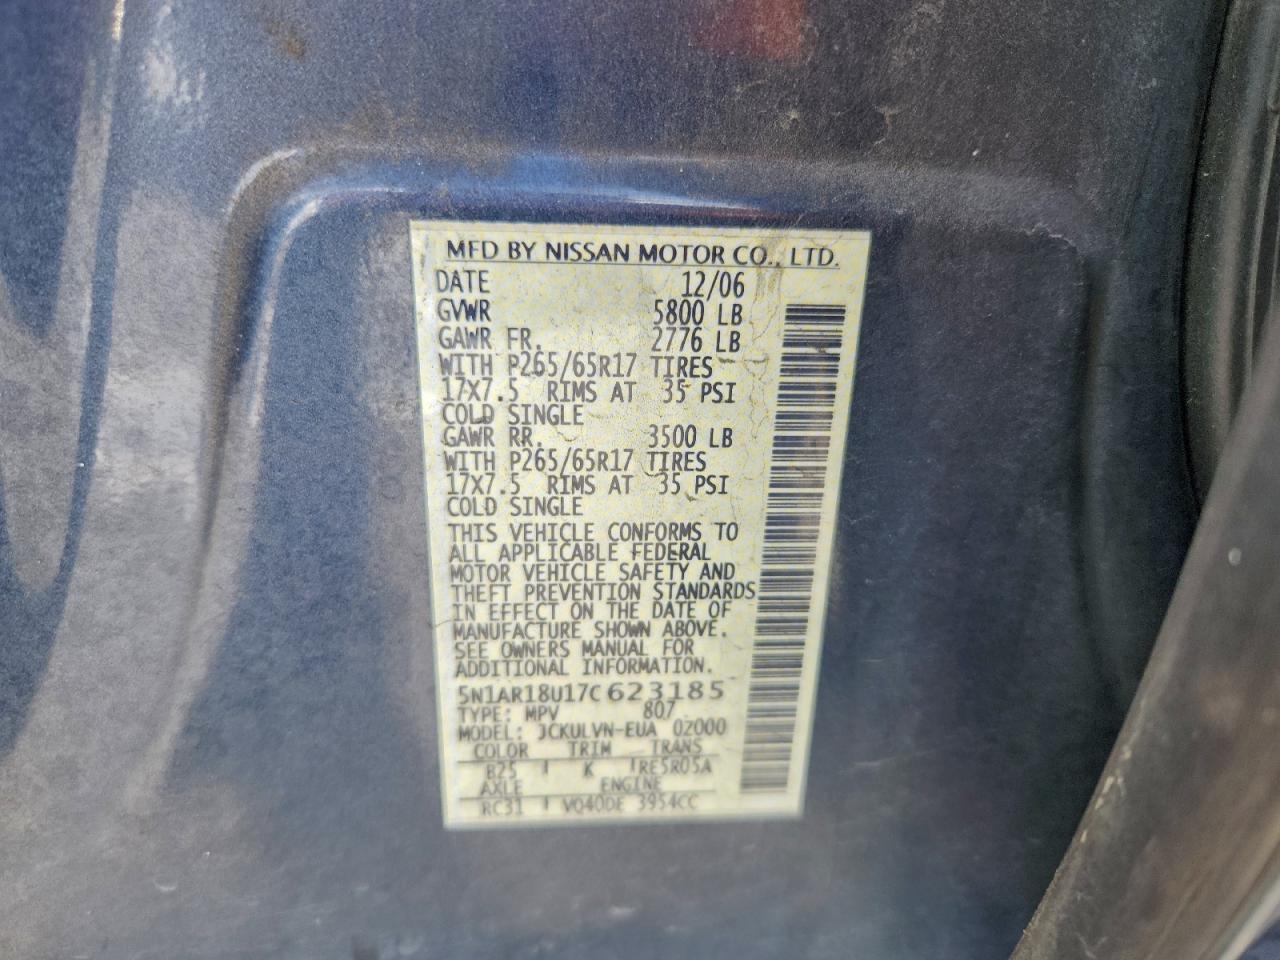 MFD BY NISSAN MOTOR CO., LTD.
DATE 12/06
GVWR 5800 LB
GAWR FR. 2776 LB
WITH P265/65R17 TIRES
17X7.5 RIMS AT 35 PSI
COLD SINGLE
GAWR RR. 3500 LB
WITH P265/65R17 TIRES
17X7.5 RIMS AT 35 PSI
COLD SINGLE
THIS VEHICLE CONFORMS TO
ALL APPLICABLE FEDERAL
MOTOR VEHICLE SAFETY AND
THEFT PREVENTION STANDARDS
IN EFFECT ON THE DATE OF
MANUFACTURE SHOWN ABOVE.
SEE OWNERS MANUAL FOR
ADDITIONAL INFORMATION.
5N1AR18U17C623185
TYPE: MPV 807
MODEL: JCKULVN-EUA 0Z000
COLOR TRIM TRANS
B25 K RE5R05A
AXLE ENGINE
RC31 VQ40DE 3954CC